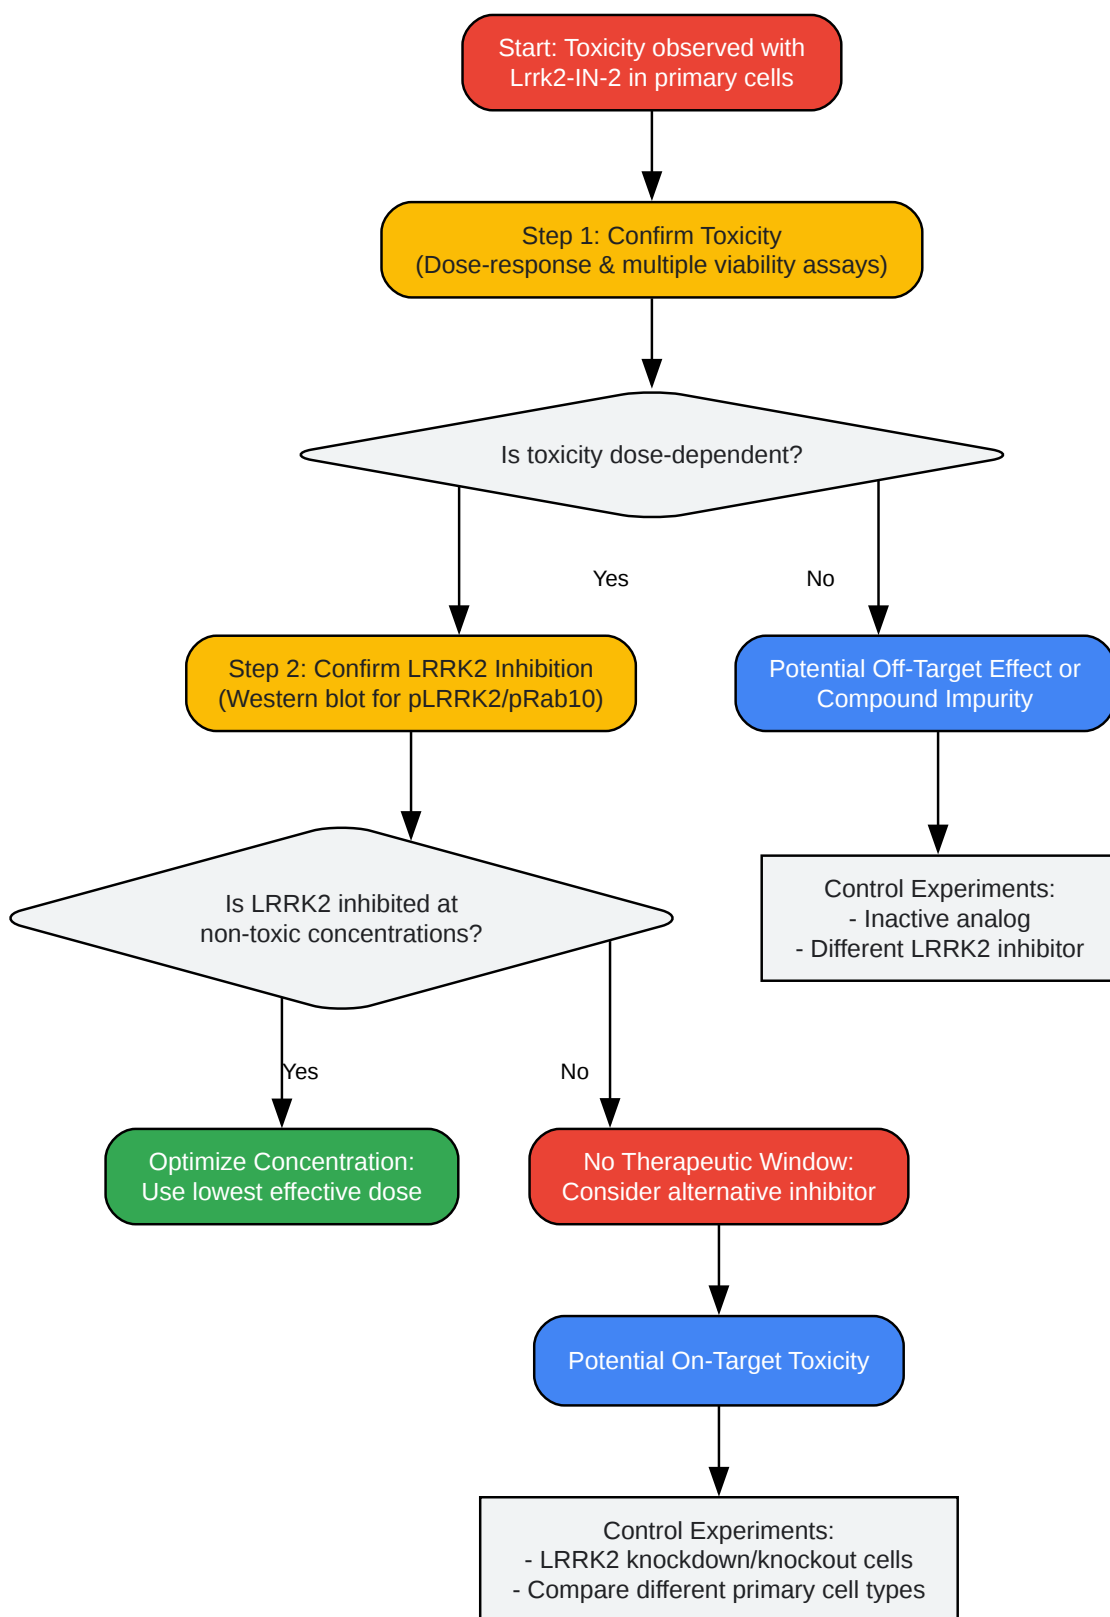 Start: Toxicity observed with
Lrrk2-IN-2 in primary cells
Step 1: Confirm Toxicity
(Dose-response & multiple viability assays)
Is toxicity dose-dependent?
Yes
No
Step 2: Confirm LRRK2 Inhibition
(Western blot for pLRRK2/pRab10)
Potential Off-Target Effect or
Compound Impurity
Is LRRK2 inhibited at
non-toxic concentrations?
Control Experiments:
- Inactive analog
- Different LRRK2 inhibitor
Yes
No
Optimize Concentration:
Use lowest effective dose
No Therapeutic Window:
Consider alternative inhibitor
Potential On-Target Toxicity
Control Experiments:
- LRRK2 knockdown/knockout cells
- Compare different primary cell types